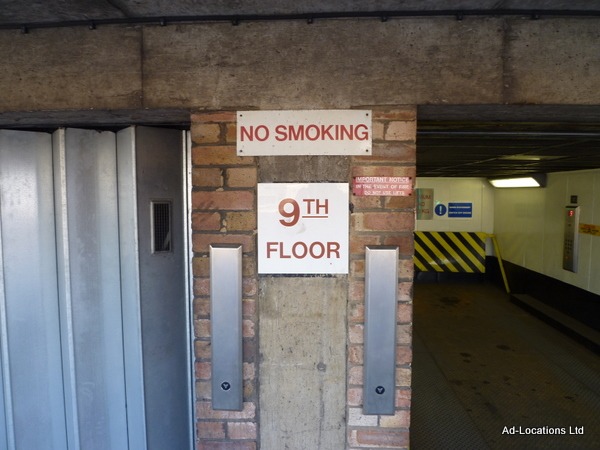 NO SMOKING
IMPORTANT NOTICE
IN THE EVENT OF FIRE
DO NOT USE LIFTS
9TH
FLOOR
Ad-Locations Ltd